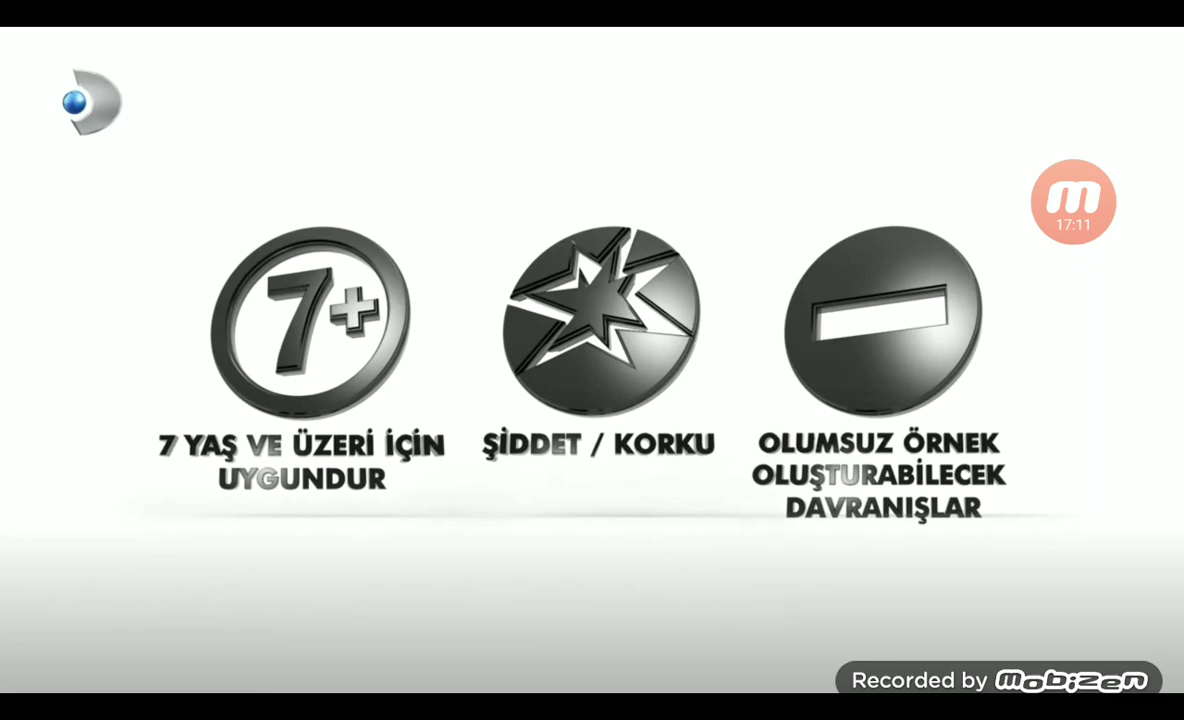 17:11
7+
7 YAŞ VE ÜZERİ İÇİN
UYGUNDUR
ŞİDDET / KORKU
OLUMSUZ ÖRNEK
OLUŞTURABİLECEK
DAVRANIŞLAR
Recorded by mobizen